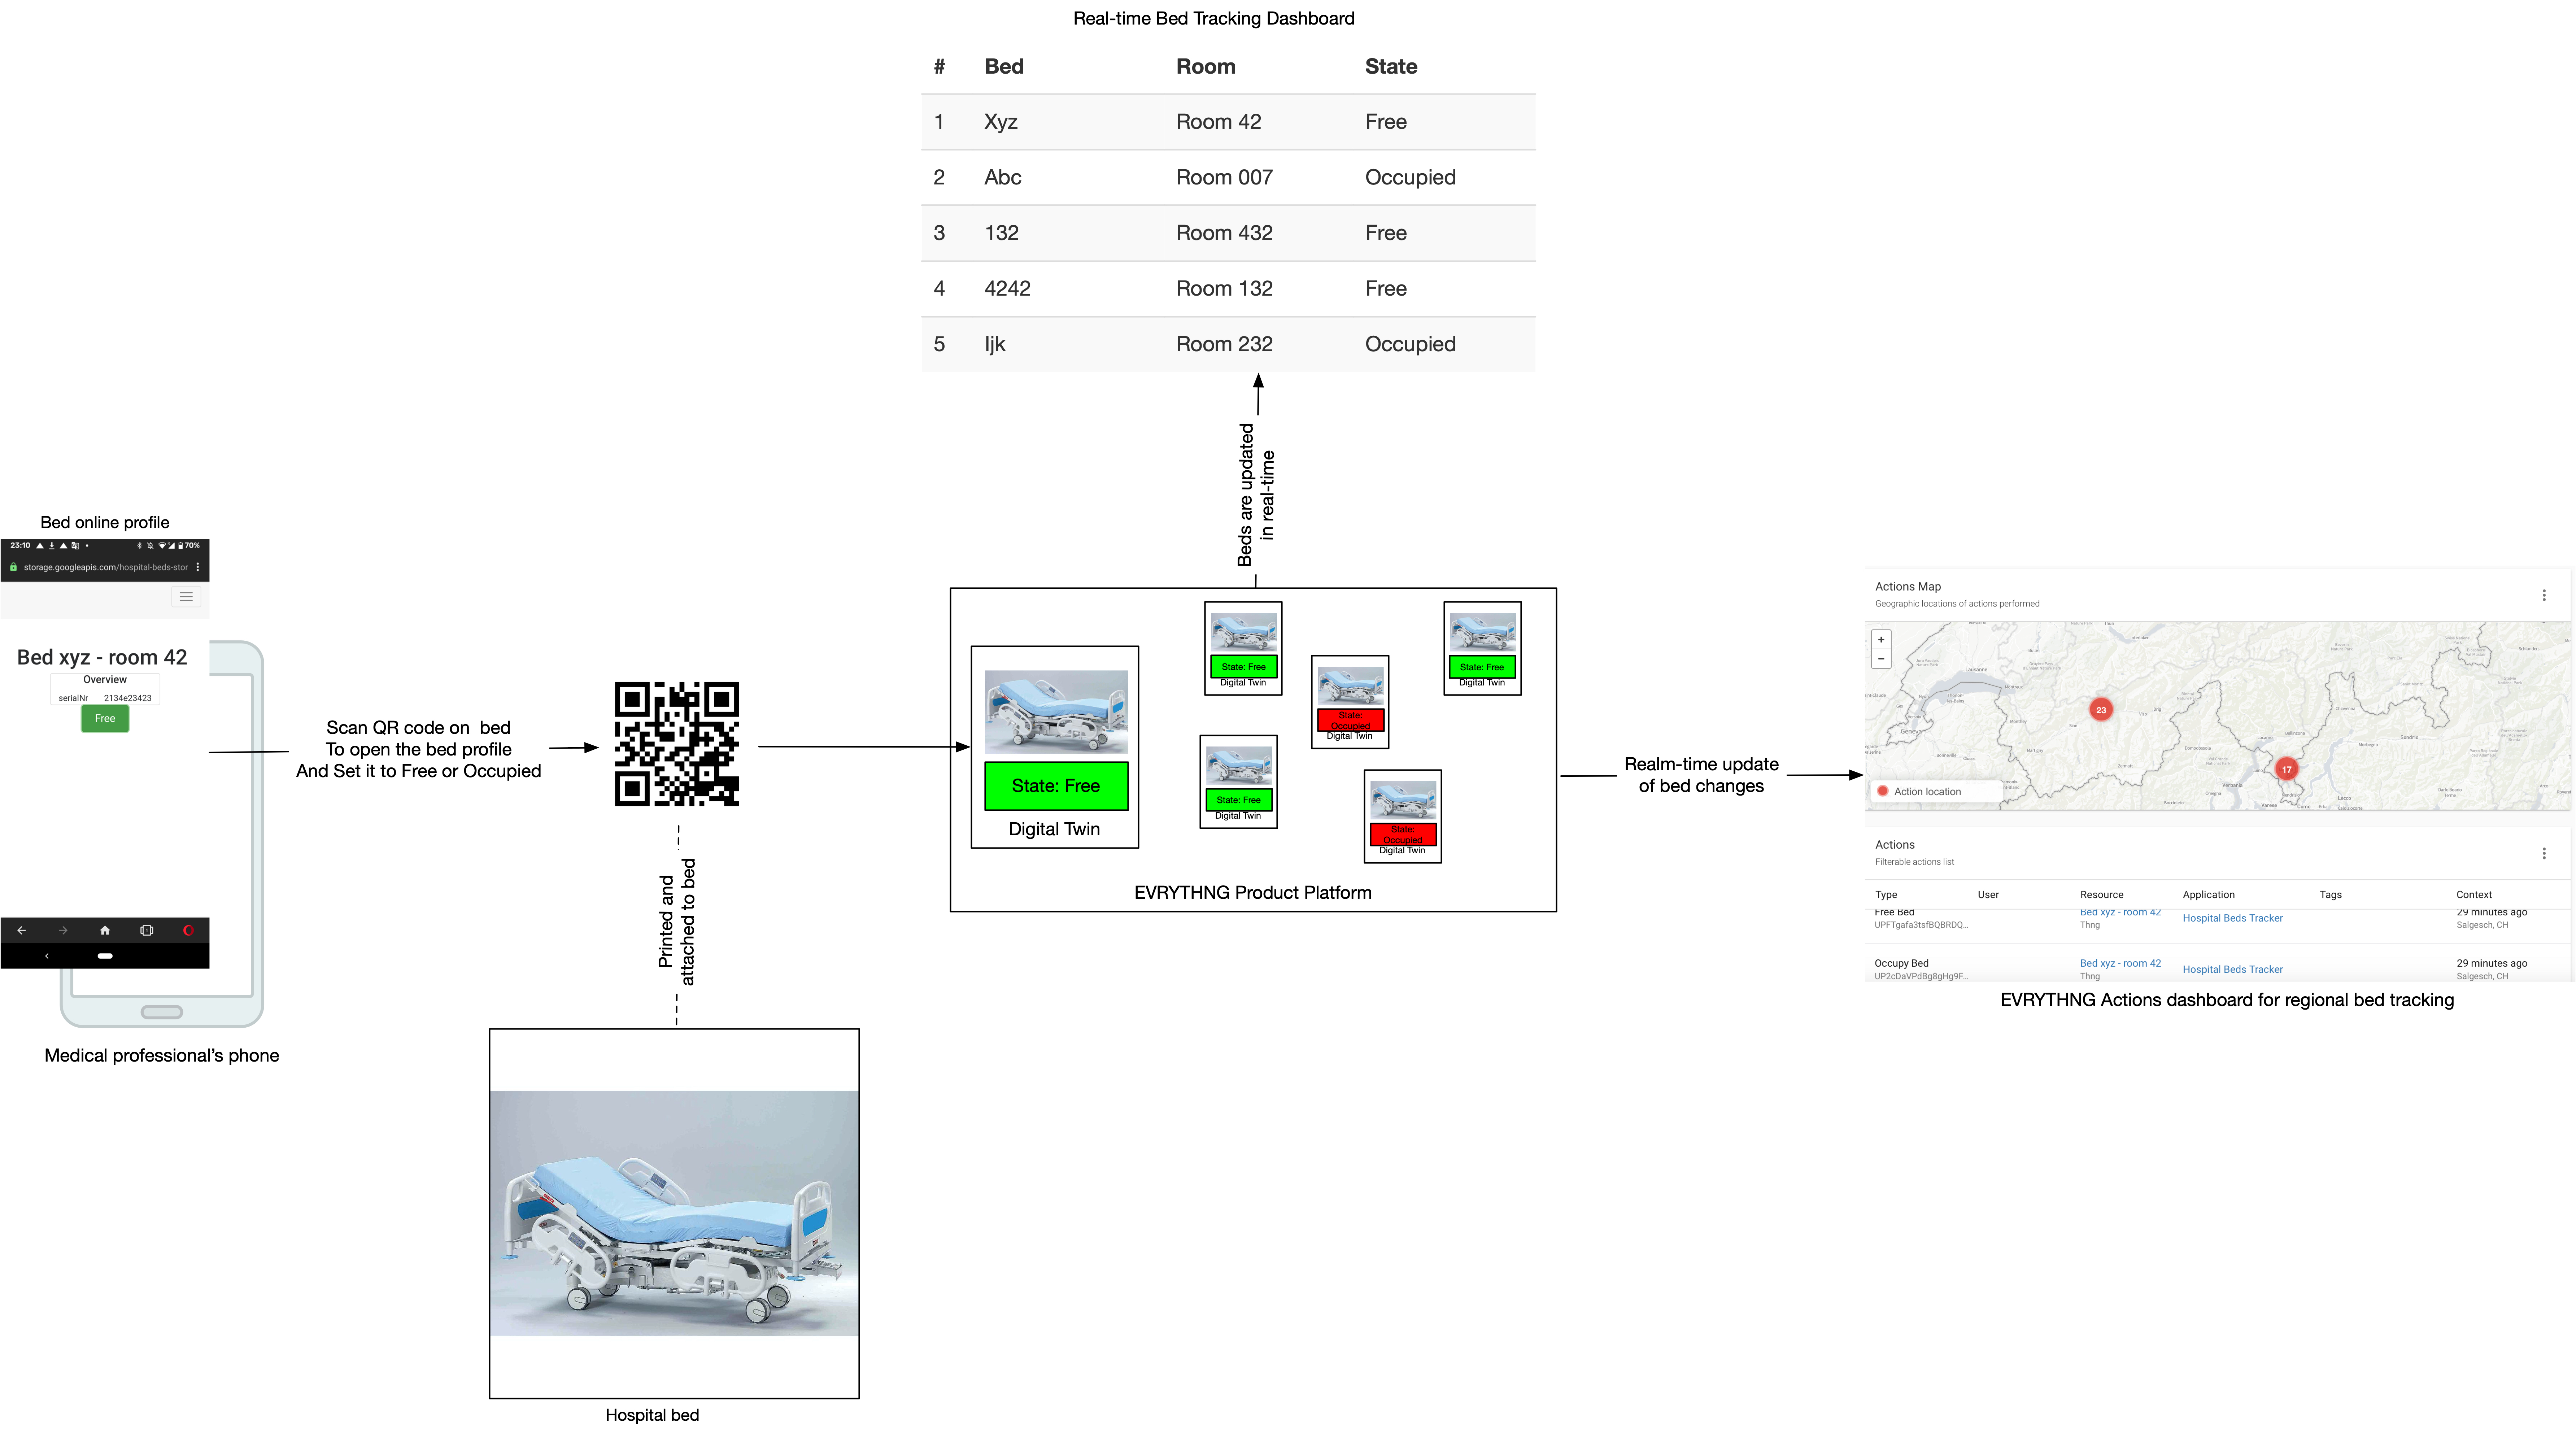 Real-time Bed Tracking Dashboard
# Bed Room State
1 Xyz Room 42 Free
2 Abc Room 007 Occupied
3 132 Room 432 Free
4 4242 Room 132 Free
5 Ijk Room 232 Occupied
Beds are updated
in real-time
Bed online profile
23:10 70%
storage.googleapis.com/hospital-beds-stor
Bed xyz - room 42
Overview
serialNr 2134e23423
Free
Medical professional's phone
Scan QR code on bed
To open the bed profile
And Set it to Free or Occupied
Printed and
attached to bed
Hospital bed
State: Free
Digital Twin
State: Free
Digital Twin
State: Free
Digital Twin
State:
Occupied
Digital Twin
State: Free
Digital Twin
State:
Occupied
Digital Twin
EVRYTHNG Product Platform
Realm-time update
of bed changes
Actions Map
Geographic locations of actions performed
+
−
Lausanne
Geneva
23
17
Action location
Actions
Filterable actions list
Type User Resource Application Tags Context
Free Bed Bed xyz - room 42 Hospital Beds Tracker 29 minutes ago
UPFTgafa3tsfBQBRDQ... Thng Salgesch, CH
Occupy Bed Bed xyz - room 42 Hospital Beds Tracker 29 minutes ago
UP2cDaVPdBg8gHg9F... Thng Salgesch, CH
EVRYTHNG Actions dashboard for regional bed tracking